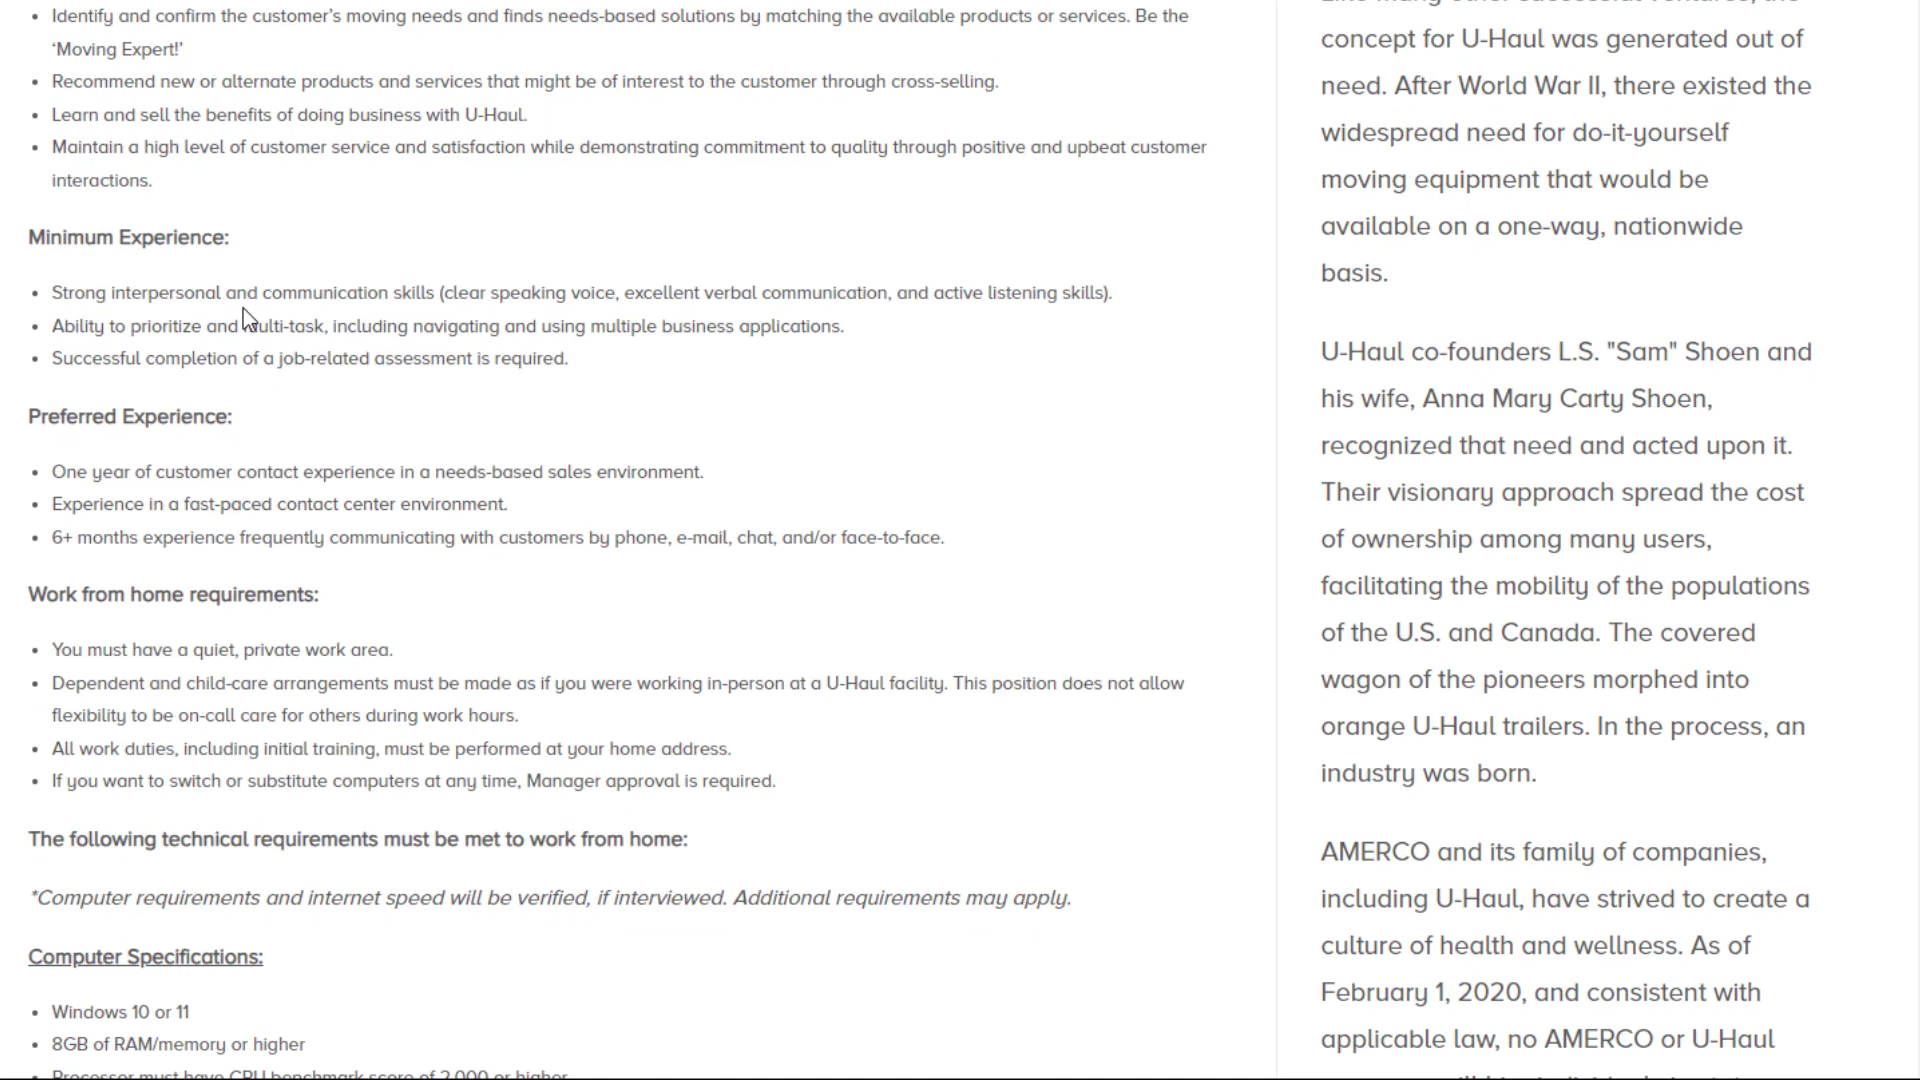 Identify and confirm the customer's moving needs and finds needs-based solutions by matching the available products or services. Be the
‘Moving Expert!’
Recommend new or alternate products and services that might be of interest to the customer through cross-selling.
Learn and sell the benefits of doing business with U-Haul.
Maintain a high level of customer service and satisfaction while demonstrating commitment to quality through positive and upbeat customer
interactions.
Minimum Experience:
Strong interpersonal and communication skills (clear speaking voice, excellent verbal communication, and active listening skills).
Ability to prioritize and multi-task, including navigating and using multiple business applications.
Successful completion of a job-related assessment is required.
Preferred Experience:
One year of customer contact experience in a needs-based sales environment.
Experience in a fast-paced contact center environment.
6+ months experience frequently communicating with customers by phone, e-mail, chat, and/or face-to-face.
Work from home requirements:
You must have a quiet, private work area.
Dependent and child-care arrangements must be made as if you were working in-person at a U-Haul facility. This position does not allow
flexibility to be on-call care for others during work hours.
All work duties, including initial training, must be performed at your home address.
If you want to switch or substitute computers at any time, Manager approval is required.
The following technical requirements must be met to work from home:
*Computer requirements and internet speed will be verified, if interviewed. Additional requirements may apply.
Computer Specifications:
Windows 10 or 11
8GB of RAM/memory or higher
Processor must have CPU benchmark score of 2,000 or higher
Like many other successful ventures, the
concept for U-Haul was generated out of
need. After World War II, there existed the
widespread need for do-it-yourself
moving equipment that would be
available on a one-way, nationwide
basis.
U-Haul co-founders L.S. "Sam" Shoen and
his wife, Anna Mary Carty Shoen,
recognized that need and acted upon it.
Their visionary approach spread the cost
of ownership among many users,
facilitating the mobility of the populations
of the U.S. and Canada. The covered
wagon of the pioneers morphed into
orange U-Haul trailers. In the process, an
industry was born.
AMERCO and its family of companies,
including U-Haul, have strived to create a
culture of health and wellness. As of
February 1, 2020, and consistent with
applicable law, no AMERCO or U-Haul